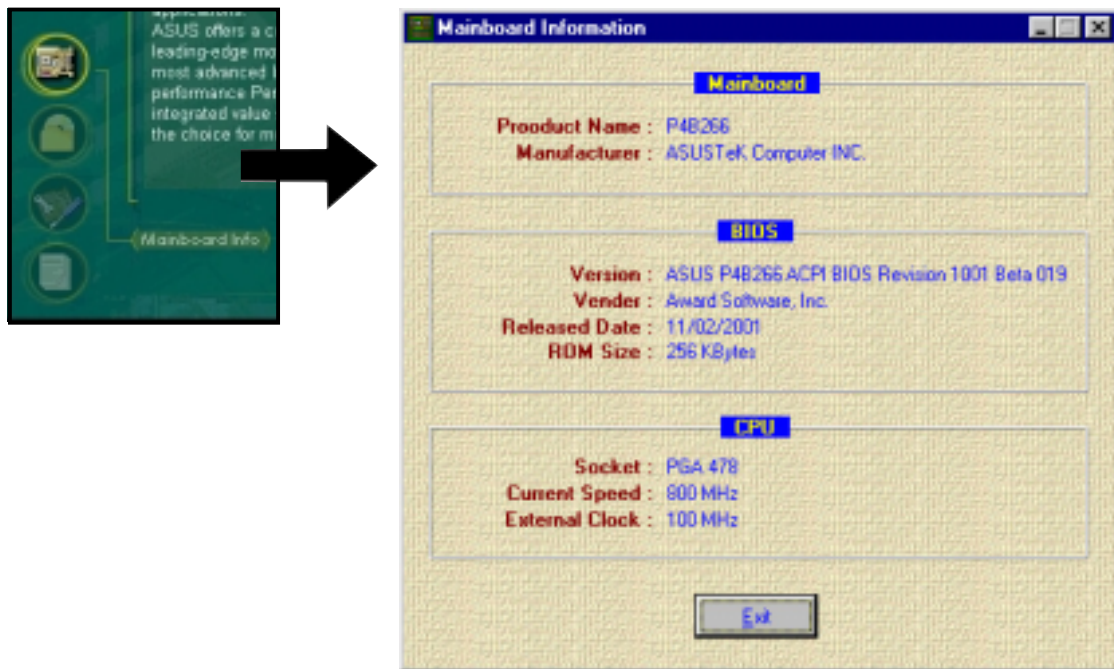 applications.
ASUS offers a c
leading-edge mo
most advanced
performance Per
integrated value
the choice for m
Mainboard Info
Mainboard Information
Mainboard
Prooduct Name : P4B266
Manufacturer : ASUSTeK Computer INC.
BIOS
Version : ASUS P4B266 ACPI BIOS Revision 1001 Beta 019
Vender : Award Software, Inc.
Released Date : 11/02/2001
ROM Size : 256 KBytes
CPU
Socket : PGA 478
Current Speed : 800 MHz
External Clock : 100 MHz
Exit